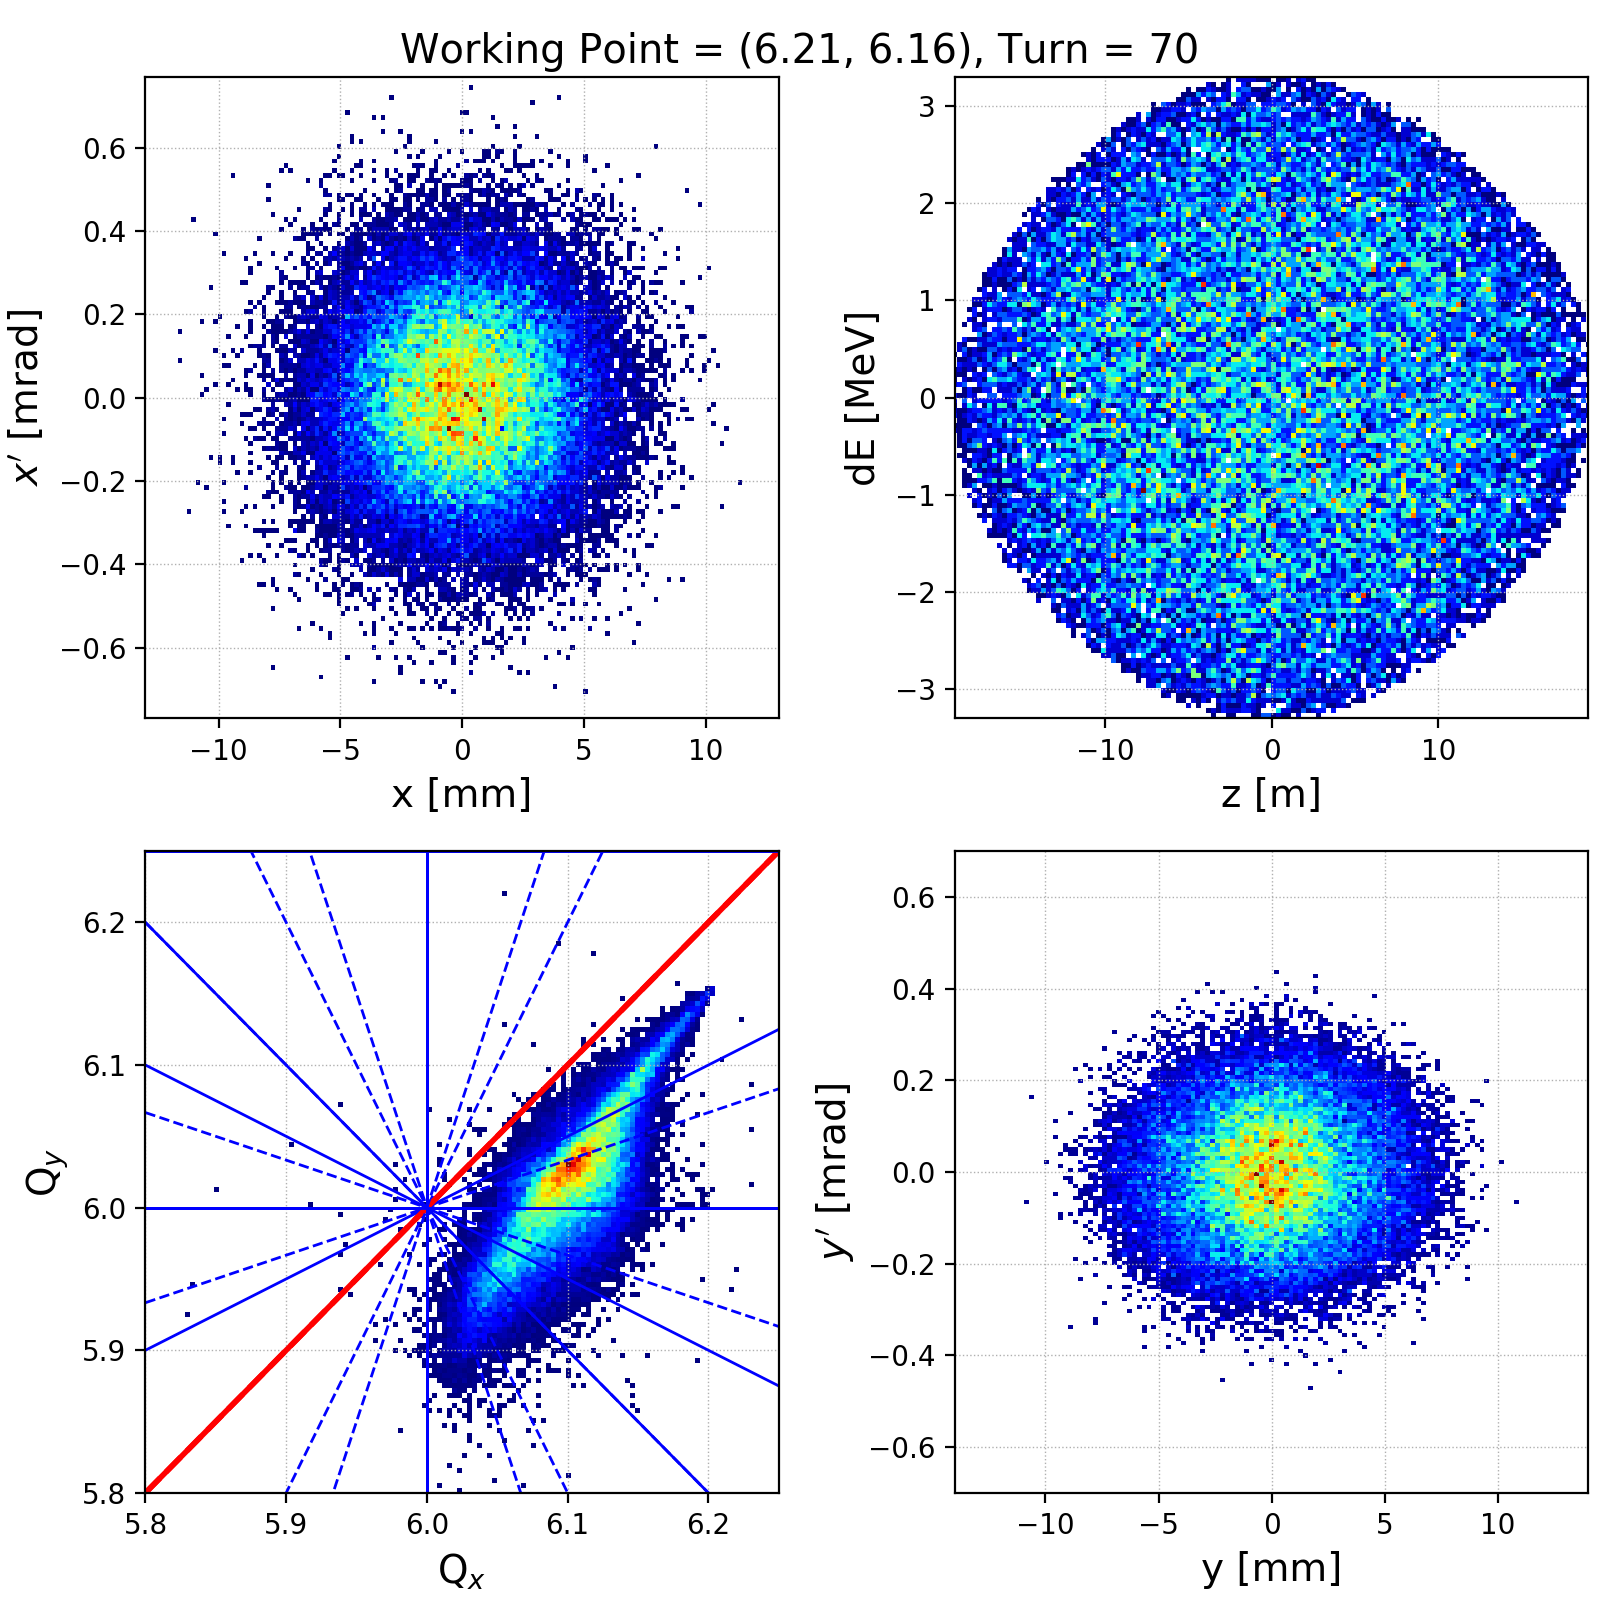 Working Point = (6.21, 6.16), Turn = 70
0.6
0.4
0.2
0.0
−0.2
−0.4
−0.6
x′ [mrad]
−10 −5 0 5 10
x [mm]
3
2
1
0
−1
−2
−3
dE [MeV]
−10 0 10
z [m]
6.2
6.1
6.0
5.9
5.8
Qy
5.8 5.9 6.0 6.1 6.2
Qx
0.6
0.4
0.2
0.0
−0.2
−0.4
−0.6
y′ [mrad]
−10 −5 0 5 10
y [mm]